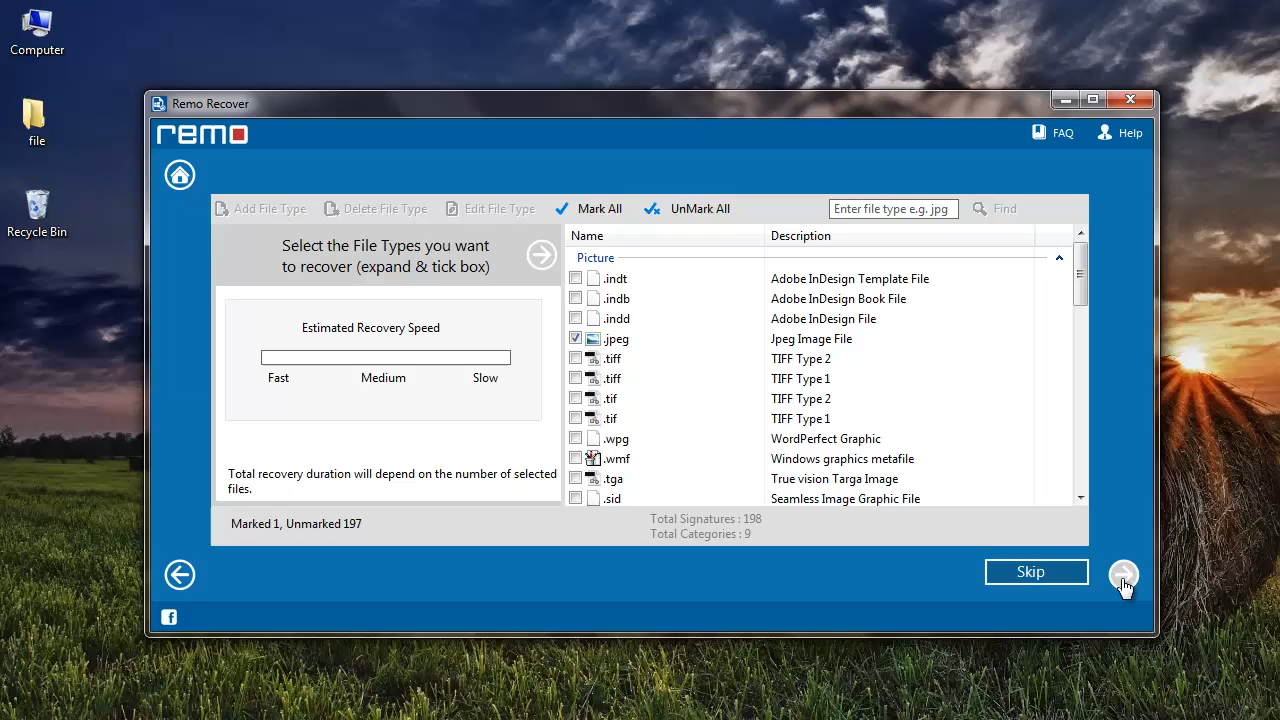 Computer
file
Recycle Bin
Remo Recover
remo
FAQ
Help
Add File Type
Delete File Type
Edit File Type
Mark All
UnMark All
Enter file type e.g. jpg
Find
Select the File Types you want
to recover (expand & tick box)
Estimated Recovery Speed
Fast Medium Slow
Total recovery duration will depend on the number of selected
files.
Name Description
Picture
.indt Adobe InDesign Template File
.indb Adobe InDesign Book File
.indd Adobe InDesign File
.jpeg Jpeg Image File
.tiff TIFF Type 2
.tiff TIFF Type 1
.tif TIFF Type 2
.tif TIFF Type 1
.wpg WordPerfect Graphic
.wmf Windows graphics metafile
.tga True vision Targa Image
.sid Seamless Image Graphic File
Marked 1, Unmarked 197
Total Signatures : 198
Total Categories : 9
Skip
f